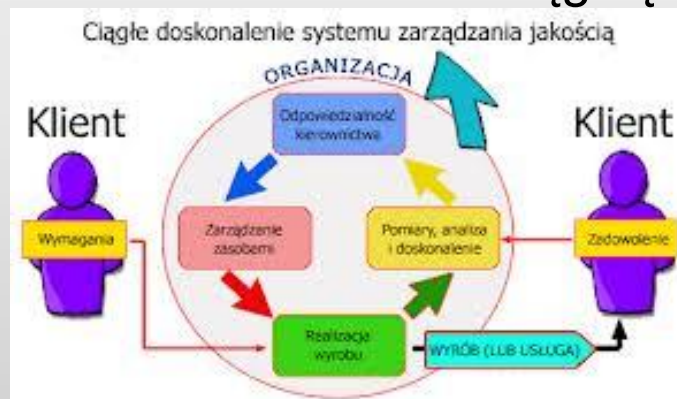 Ciągłe doskonalenie systemu zarządzania jakością
ORGANIZACJA
Klient
Klient
Odpowiedzialność
kierownictwa
Wymagania
Zarządzanie
zasobami
Pomiary, analiza
i doskonalenie
Zadowolenie
Realizacja
wyrobu
WYRÓB (LUB USŁUGA)